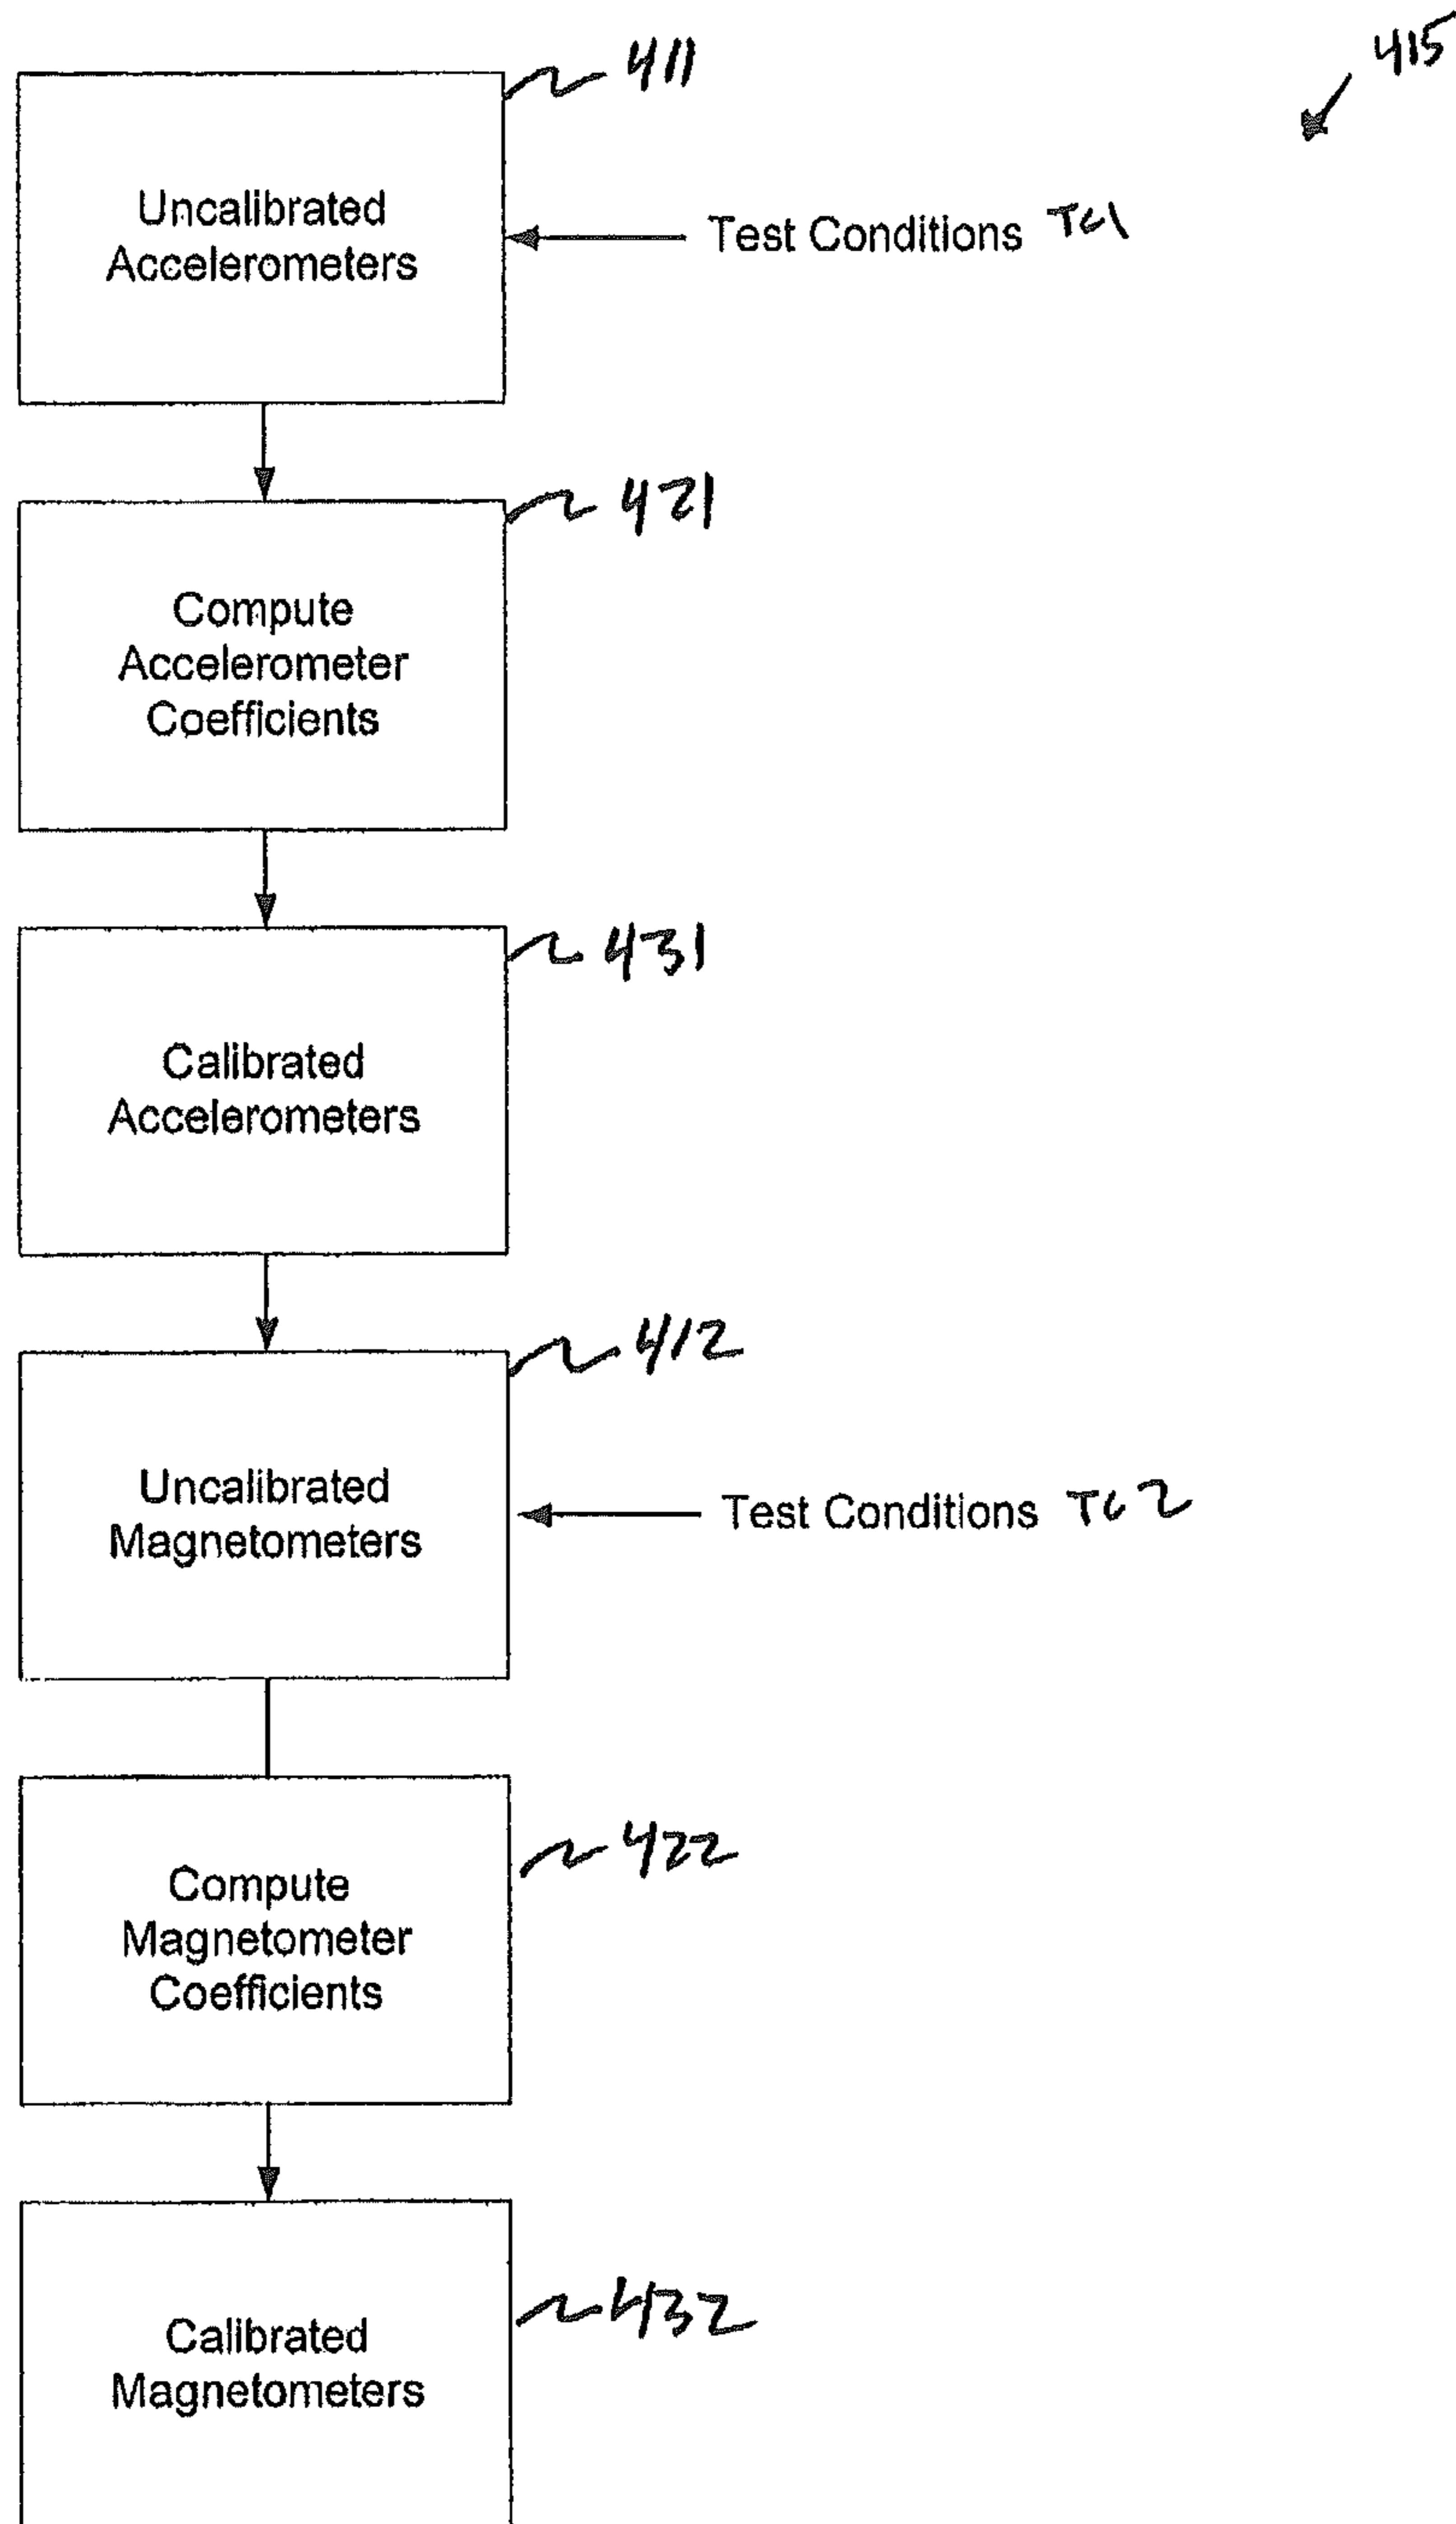 411
415
Uncalibrated
Accelerometers
Test Conditions TC1
421
Compute
Accelerometer
Coefficients
431
Calibrated
Accelerometers
412
Uncalibrated
Magnetometers
Test Conditions TC2
422
Compute
Magnetometer
Coefficients
432
Calibrated
Magnetometers